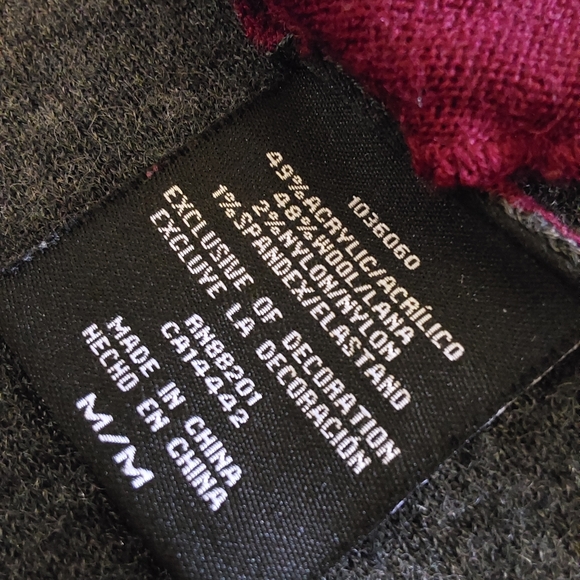 1036060
49%ACRYLIC/ACRÍLICO
48%WOOL/LANA
2%NYLON/NYLON
1%SPANDEX/ELASTANO
EXCLUSIVE OF DECORATION
EXCLUYE LA DECORACIÓN
RN88201
CA14442
MADE IN CHINA
HECHO EN CHINA
M/M